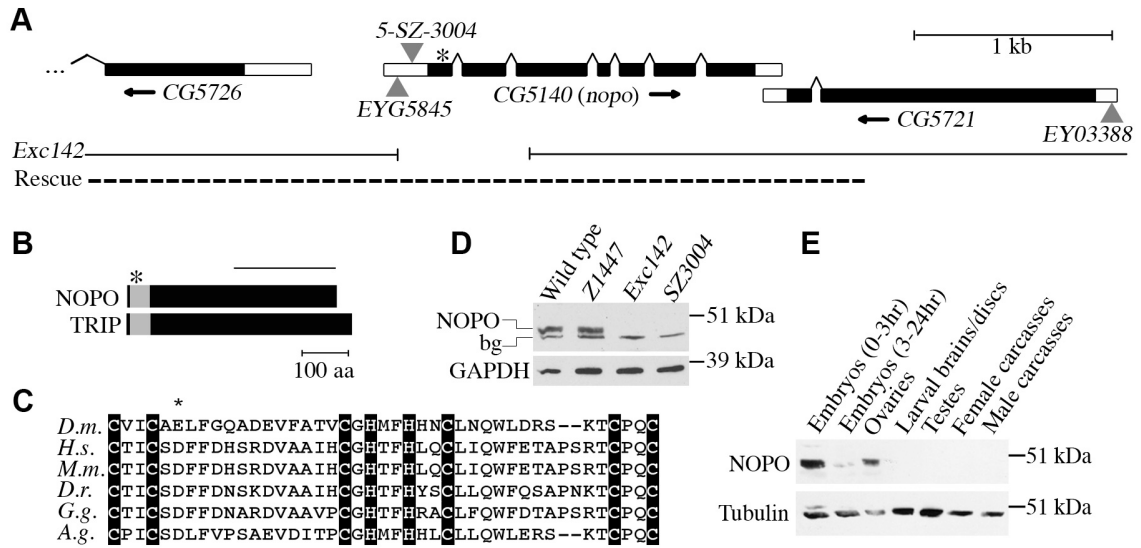 A
5-SZ-3004
*
1 kb
...
CG5726
EYG5845
CG5140 (nopo)
CG5721
EY03388
Exc142
Rescue
B
*
NOPO
TRIP
100 aa
C
*
D.m. CVICAELFGQADEVFATVCGHMFHHNCLNQWLDRS--KTCPQC
H.s. CTICSDFFDHSRDVAAIHCGHTFHLQCLIQWFETAPSRTCPQC
M.m. CTICSDFFDHSRDVAAIHCGHTFHLQCLIQWFETAPSRTCPQC
D.r. CTICSDFFDNSKDVAAIHCGHTFHYSCLLQWFQSAPNKTCPQC
G.g. CTICSDFFDNARDVAAVPCGHTFHRACLFQWFDTAPSRTCPQC
A.g. CPICSDLFVPSAEVDITPCGHMFHHLCLLQWLERS--KTCPQC
D
Wild type
Z1447
Exc142
SZ3004
NOPO
bg
GAPDH
51 kDa
39 kDa
E
Embryos (0-3hr)
Embryos (3-24hr)
Ovaries
Larval brains/discs
Testes
Female carcasses
Male carcasses
NOPO
51 kDa
Tubulin
51 kDa